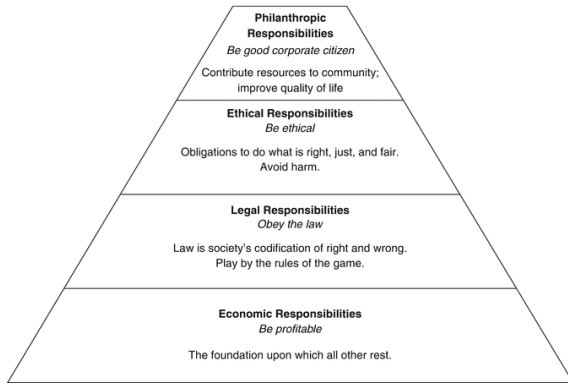 Philanthropic
Responsibilities
Be good corporate citizen
Contribute resources to community;
improve quality of life
Ethical Responsibilities
Be ethical
Obligations to do what is right, just, and fair.
Avoid harm.
Legal Responsibilities
Obey the law
Law is society's codification of right and wrong.
Play by the rules of the game.
Economic Responsibilities
Be profitable
The foundation upon which all other rest.